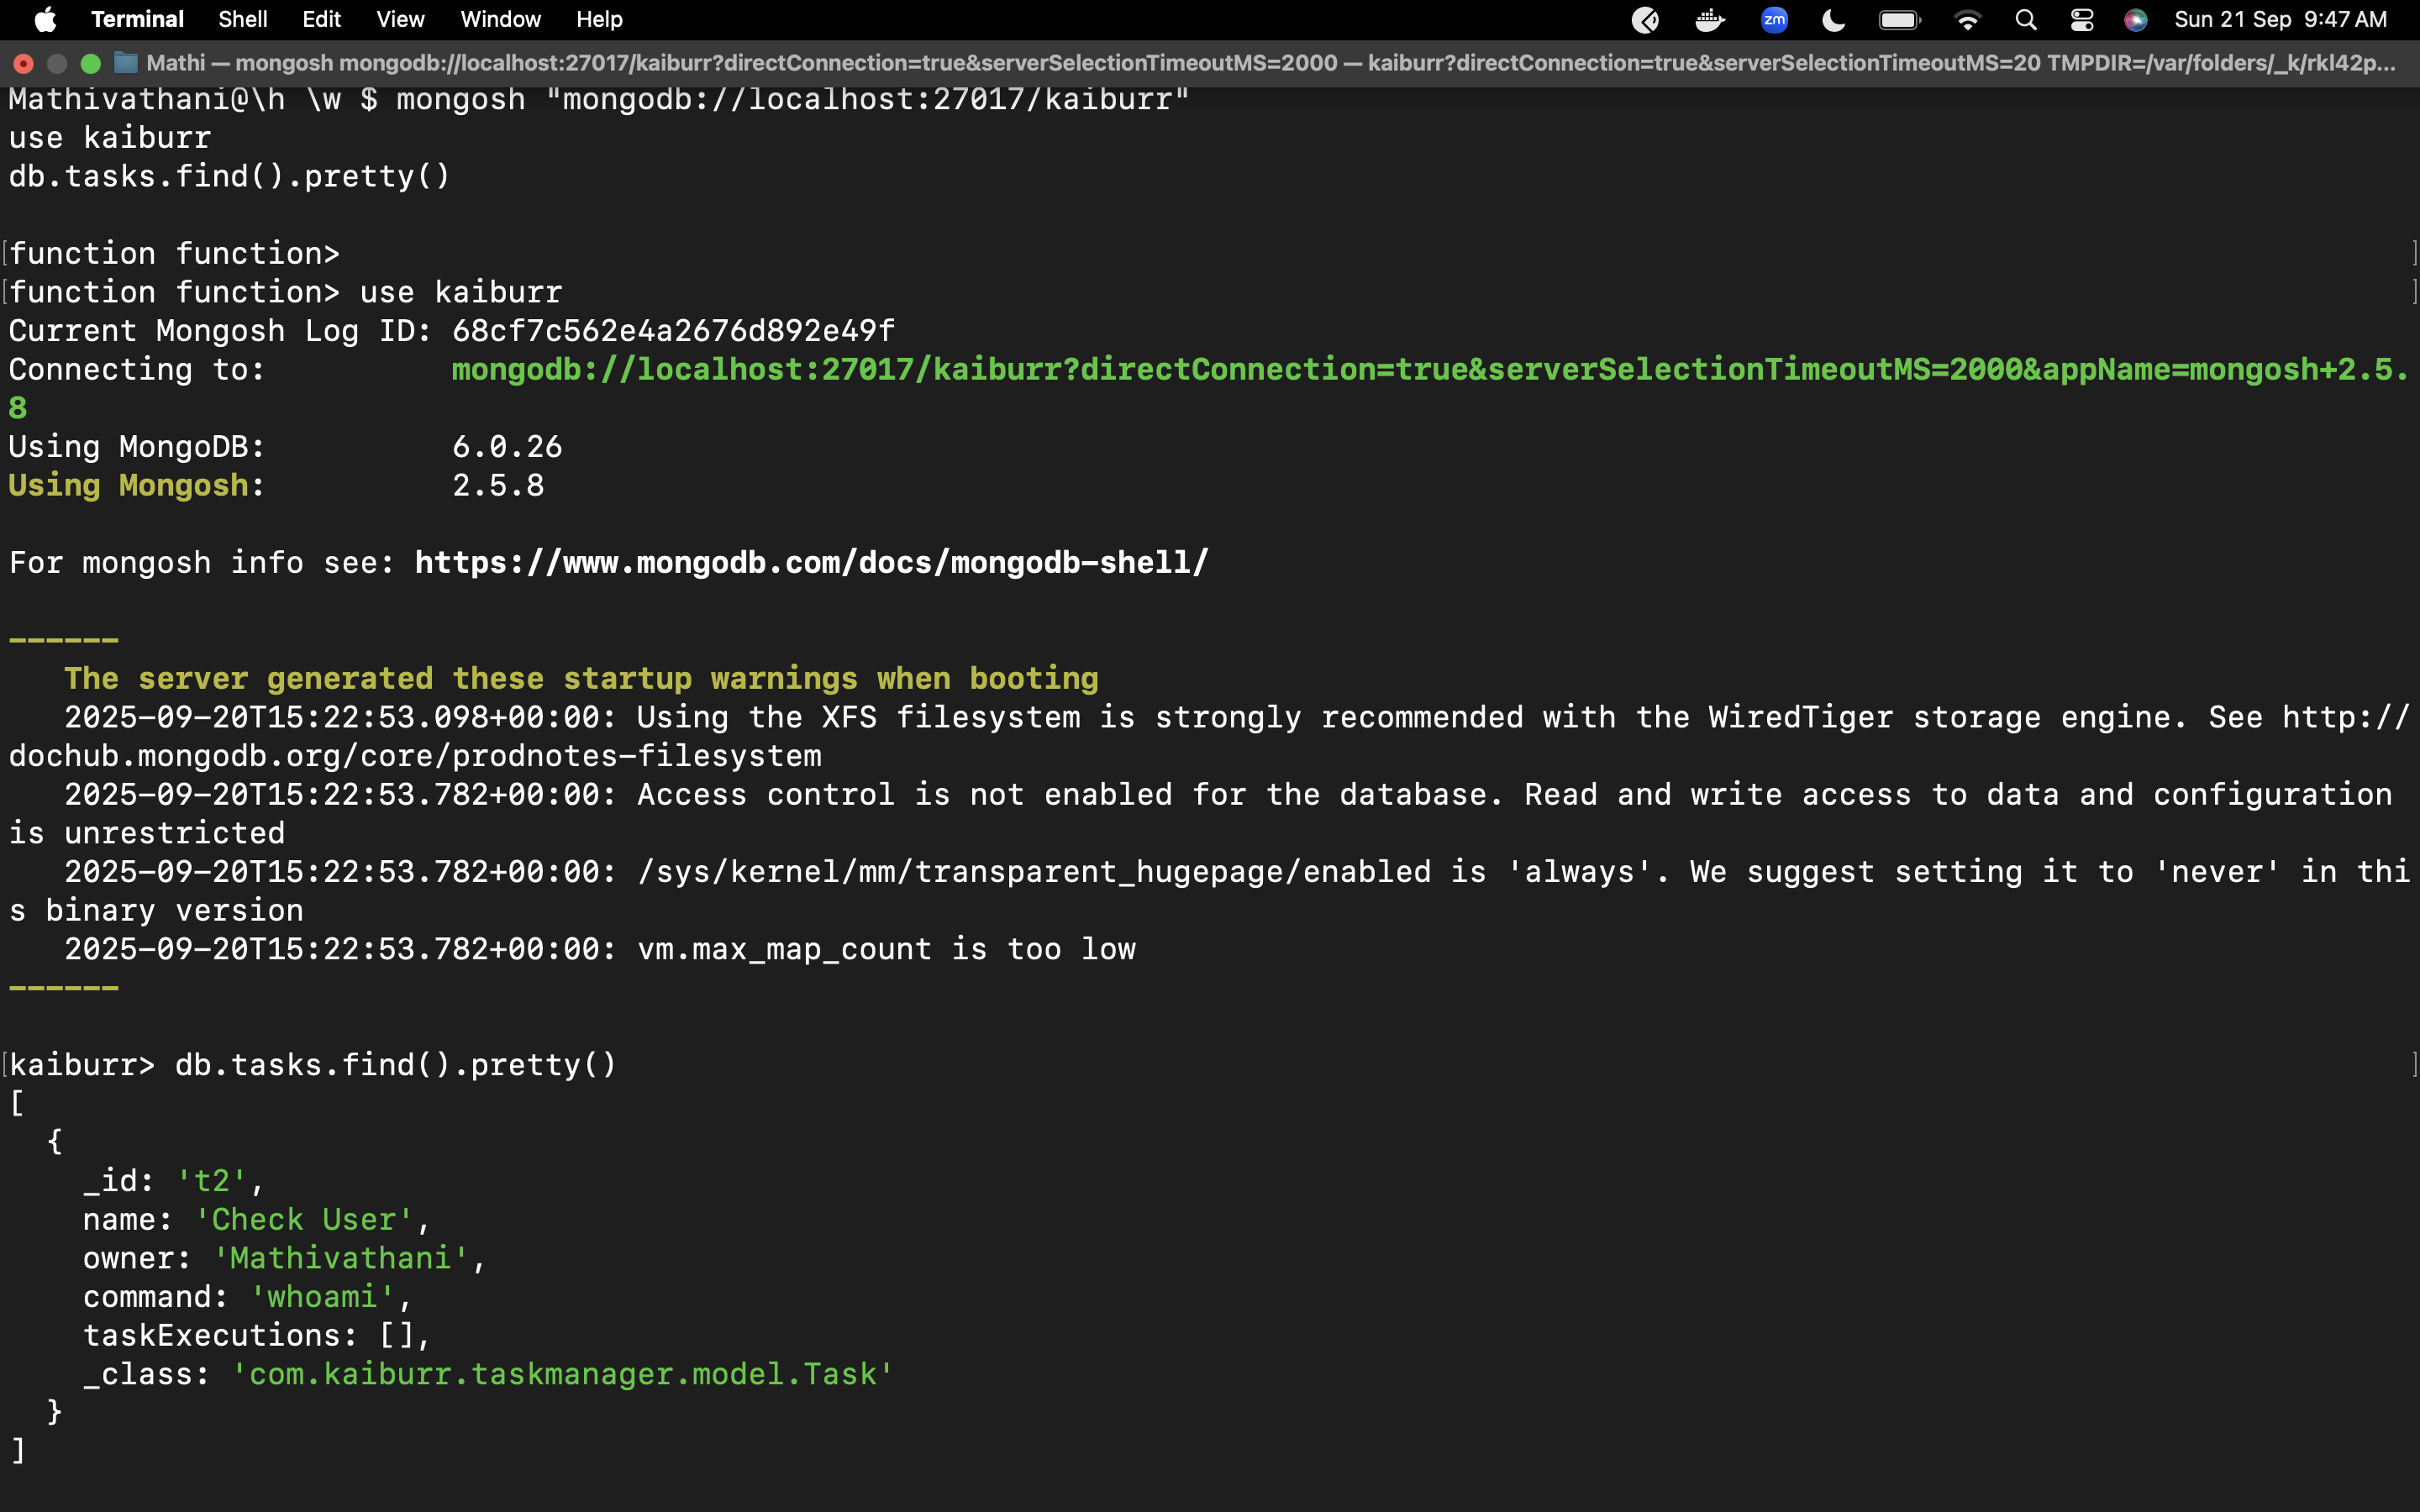 Terminal Shell Edit View Window Help zm Sun 21 Sep 9:47 AM
Mathi — mongosh mongodb://localhost:27017/kaiburr?directConnection=true&serverSelectionTimeoutMS=2000 — kaiburr?directConnection=true&serverSelectionTimeoutMS=20 TMPDIR=/var/folders/_k/rkl42p...
Mathivathani@\h \w $ mongosh "mongodb://localhost:27017/kaiburr"
use kaiburr
db.tasks.find().pretty()
[function function> ]
[function function> use kaiburr ]
Current Mongosh Log ID: 68cf7c562e4a2676d892e49f
Connecting to: mongodb://localhost:27017/kaiburr?directConnection=true&serverSelectionTimeoutMS=2000&appName=mongosh+2.5.
8
Using MongoDB: 6.0.26
Using Mongosh: 2.5.8
For mongosh info see: https://www.mongodb.com/docs/mongodb-shell/
------
The server generated these startup warnings when booting
2025-09-20T15:22:53.098+00:00: Using the XFS filesystem is strongly recommended with the WiredTiger storage engine. See http://
dochub.mongodb.org/core/prodnotes-filesystem
2025-09-20T15:22:53.782+00:00: Access control is not enabled for the database. Read and write access to data and configuration
is unrestricted
2025-09-20T15:22:53.782+00:00: /sys/kernel/mm/transparent_hugepage/enabled is 'always'. We suggest setting it to 'never' in thi
s binary version
2025-09-20T15:22:53.782+00:00: vm.max_map_count is too low
------
[kaiburr> db.tasks.find().pretty() ]
[
{
_id: 't2',
name: 'Check User',
owner: 'Mathivathani',
command: 'whoami',
taskExecutions: [],
_class: 'com.kaiburr.taskmanager.model.Task'
}
]